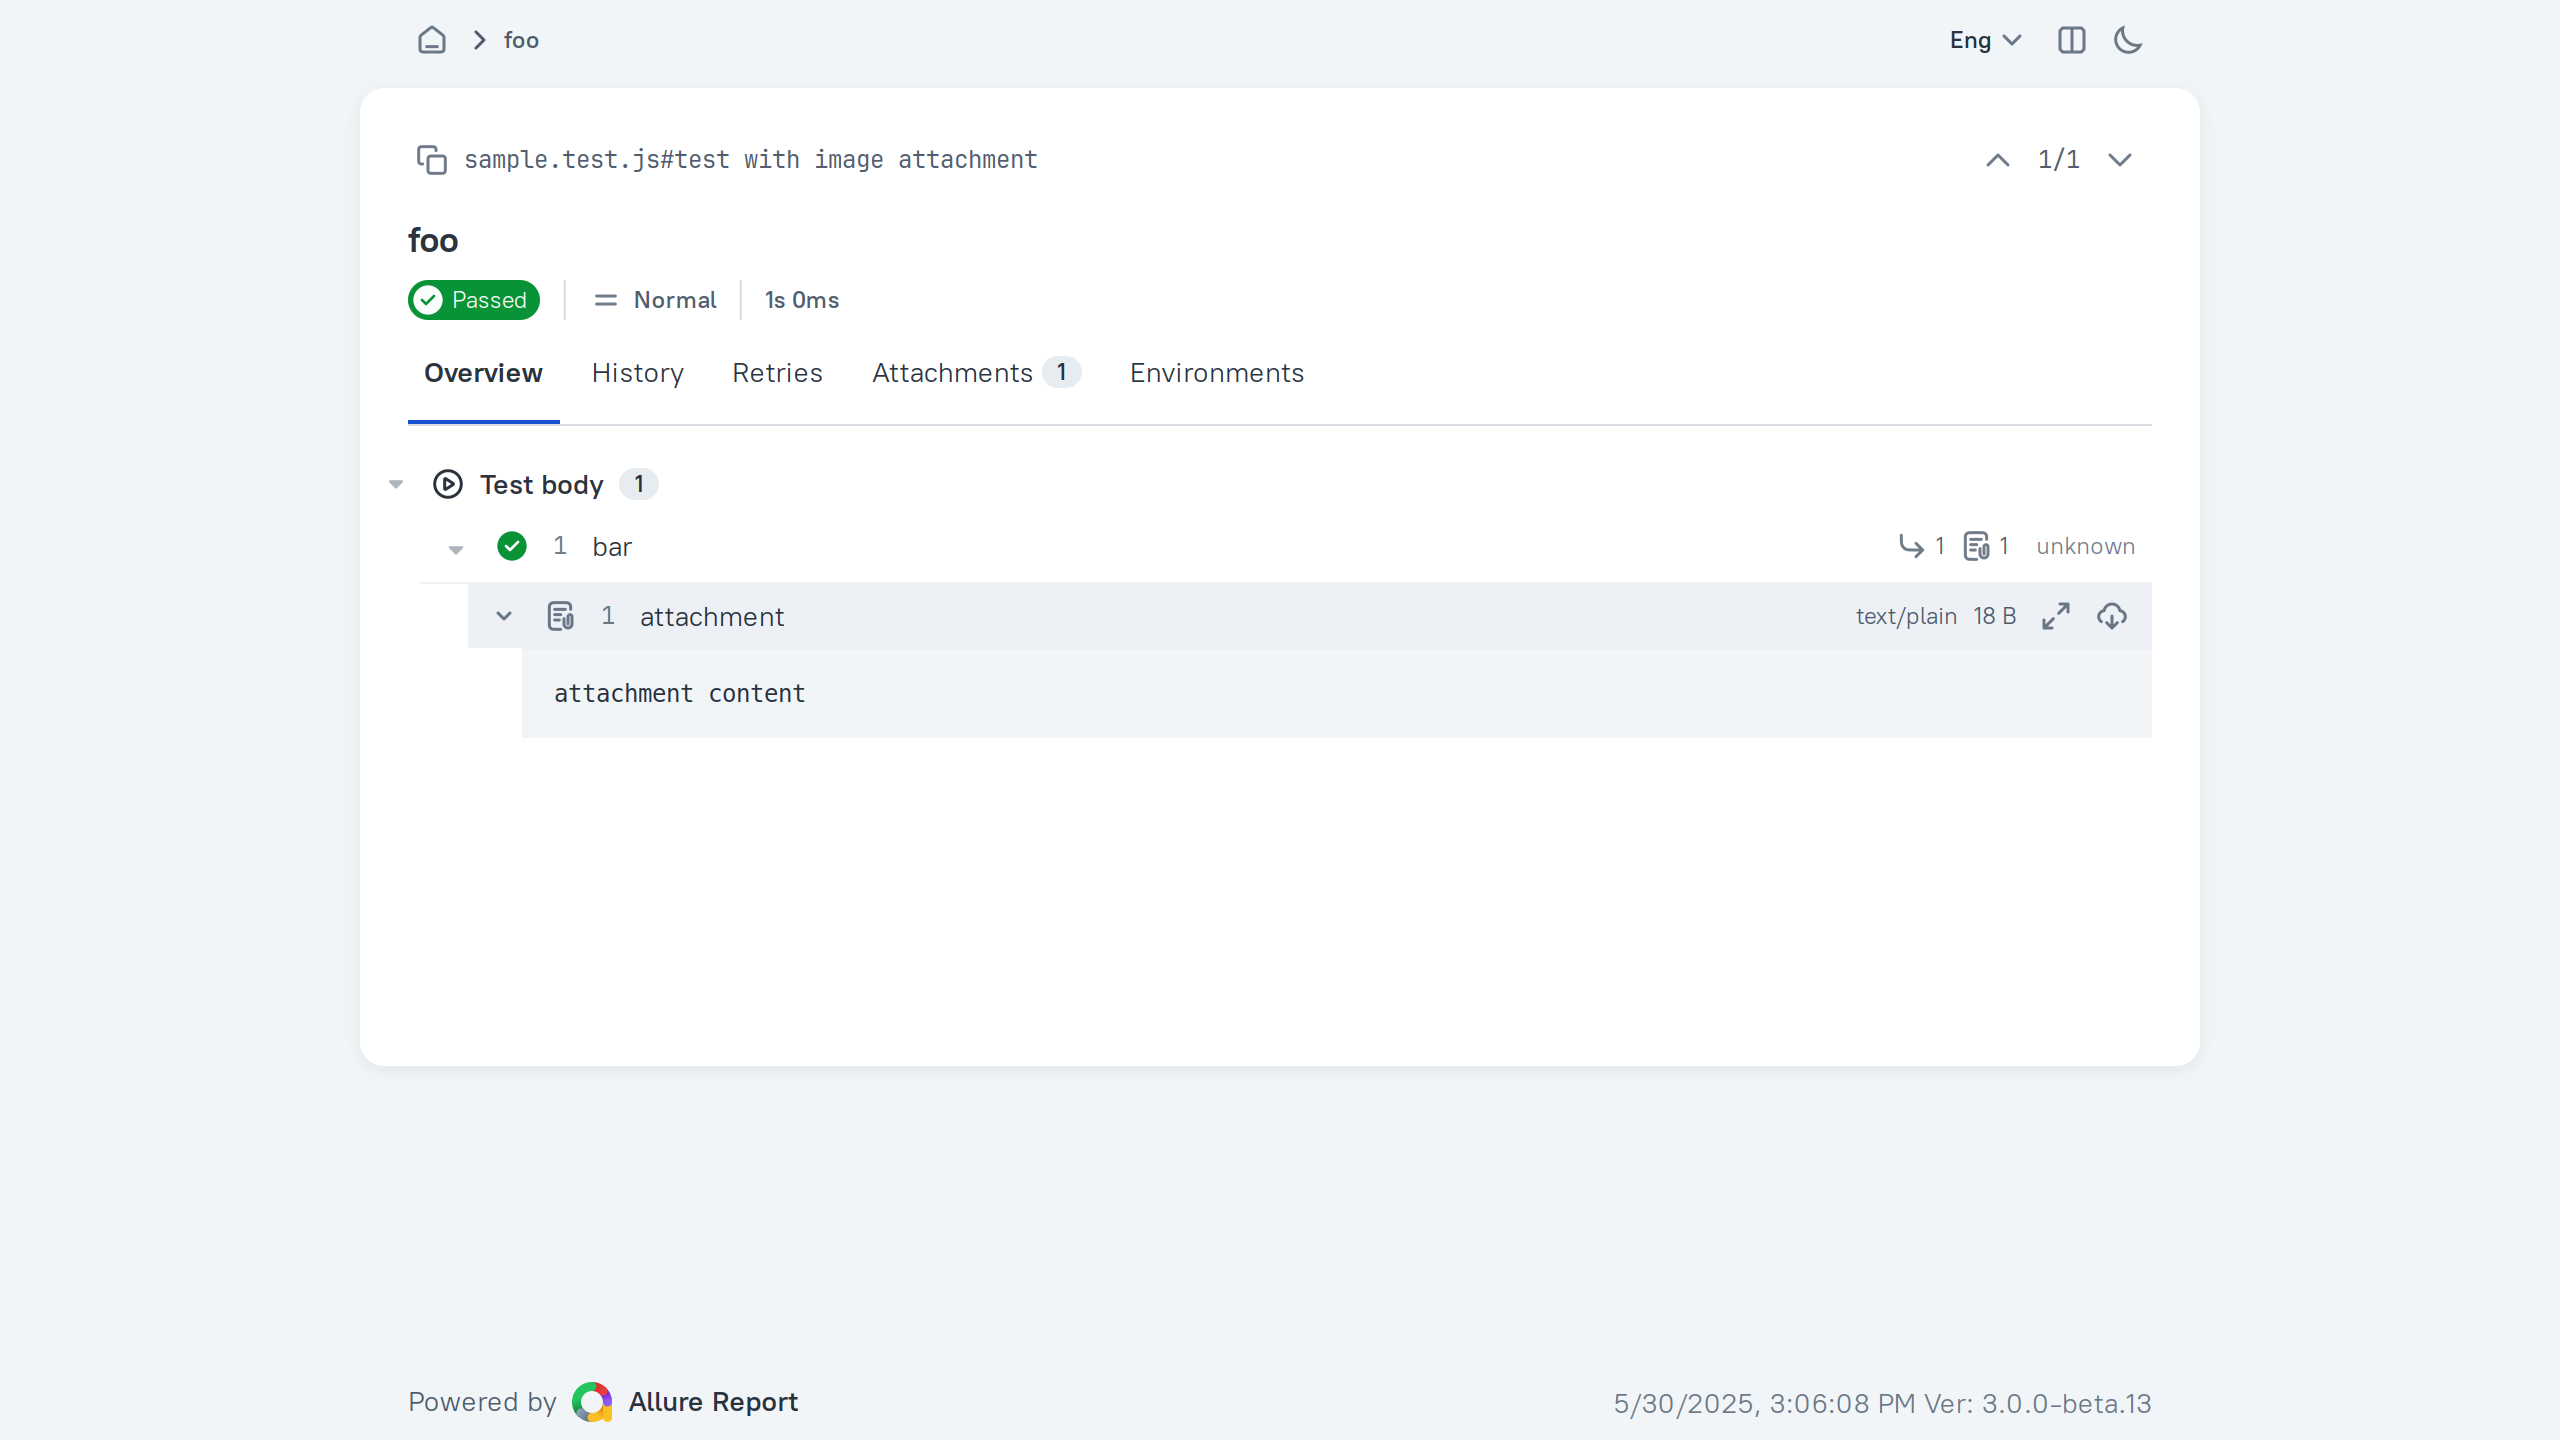 foo
Eng
sample.test.js#test with image attachment
1/1
foo
Passed
Normal
1s 0ms
Overview
History
Retries
Attachments 1
Environments
Test body 1
1 bar
1 1 unknown
1 attachment
text/plain 18 B
attachment content
Powered by Allure Report
5/30/2025, 3:06:08 PM Ver: 3.0.0-beta.13